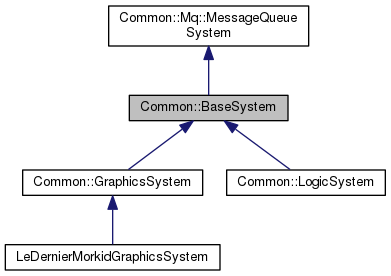 Common::Mq::MessageQueue
System
Common::BaseSystem
Common::GraphicsSystem
Common::LogicSystem
LeDernierMorkidGraphicsSystem